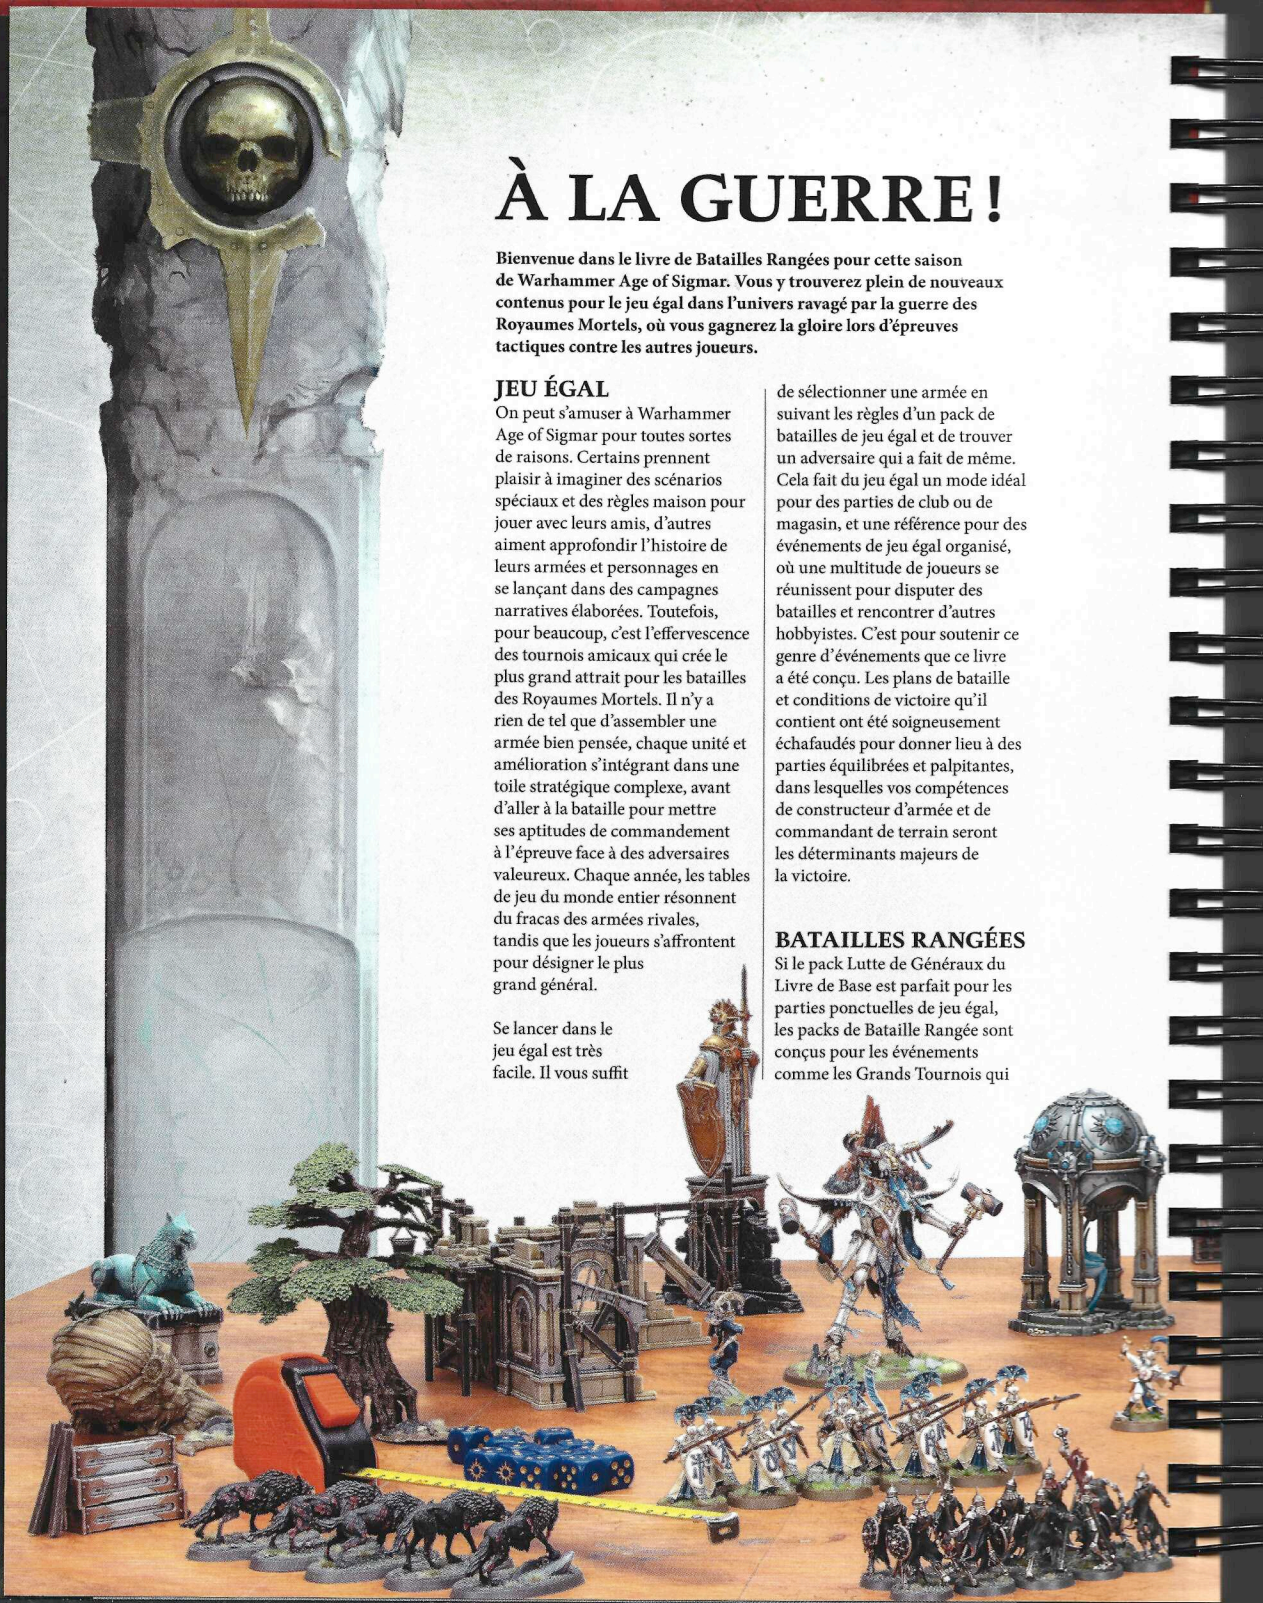 À LA GUERRE !
Bienvenue dans le livre de Batailles Rangées pour cette saison
de Warhammer Age of Sigmar. Vous y trouverez plein de nouveaux
contenus pour le jeu égal dans l'univers ravagé par la guerre des
Royaumes Mortels, où vous gagnerez la gloire lors d'épreuves
tactiques contre les autres joueurs.
JEU ÉGAL
On peut s'amuser à Warhammer
Age of Sigmar pour toutes sortes
de raisons. Certains prennent
plaisir à imaginer des scénarios
spéciaux et des règles maison pour
jouer avec leurs amis, d'autres
aiment approfondir l'histoire de
leurs armées et personnages en
se lançant dans des campagnes
narratives élaborées. Toutefois,
pour beaucoup, c'est l'effervescence
des tournois amicaux qui crée le
plus grand attrait pour les batailles
des Royaumes Mortels. Il n'y a
rien de tel que d'assembler une
armée bien pensée, chaque unité et
amélioration s'intégrant dans une
toile stratégique complexe, avant
d'aller à la bataille pour mettre
ses aptitudes de commandement
à l'épreuve face à des adversaires
valeureux. Chaque année, les tables
de jeu du monde entier résonnent
du fracas des armées rivales,
tandis que les joueurs s'affrontent
pour désigner le plus
grand général.
Se lancer dans le
jeu égal est très
facile. Il vous suffit
de sélectionner une armée en
suivant les règles d'un pack de
batailles de jeu égal et de trouver
un adversaire qui a fait de même.
Cela fait du jeu égal un mode idéal
pour des parties de club ou de
magasin, et une référence pour des
événements de jeu égal organisé,
où une multitude de joueurs se
réunissent pour disputer des
batailles et rencontrer d'autres
hobbyistes. C'est pour soutenir ce
genre d'événements que ce livre
a été conçu. Les plans de bataille
et conditions de victoire qu'il
contient ont été soigneusement
échafaudés pour donner lieu à des
parties équilibrées et palpitantes,
dans lesquelles vos compétences
de constructeur d'armée et de
commandant de terrain seront
les déterminants majeurs de
la victoire.
BATAILLES RANGÉES
Si le pack Lutte de Généraux du
Livre de Base est parfait pour les
parties ponctuelles de jeu égal,
les packs de Bataille Rangée sont
conçus pour les événements
comme les Grands Tournois qui